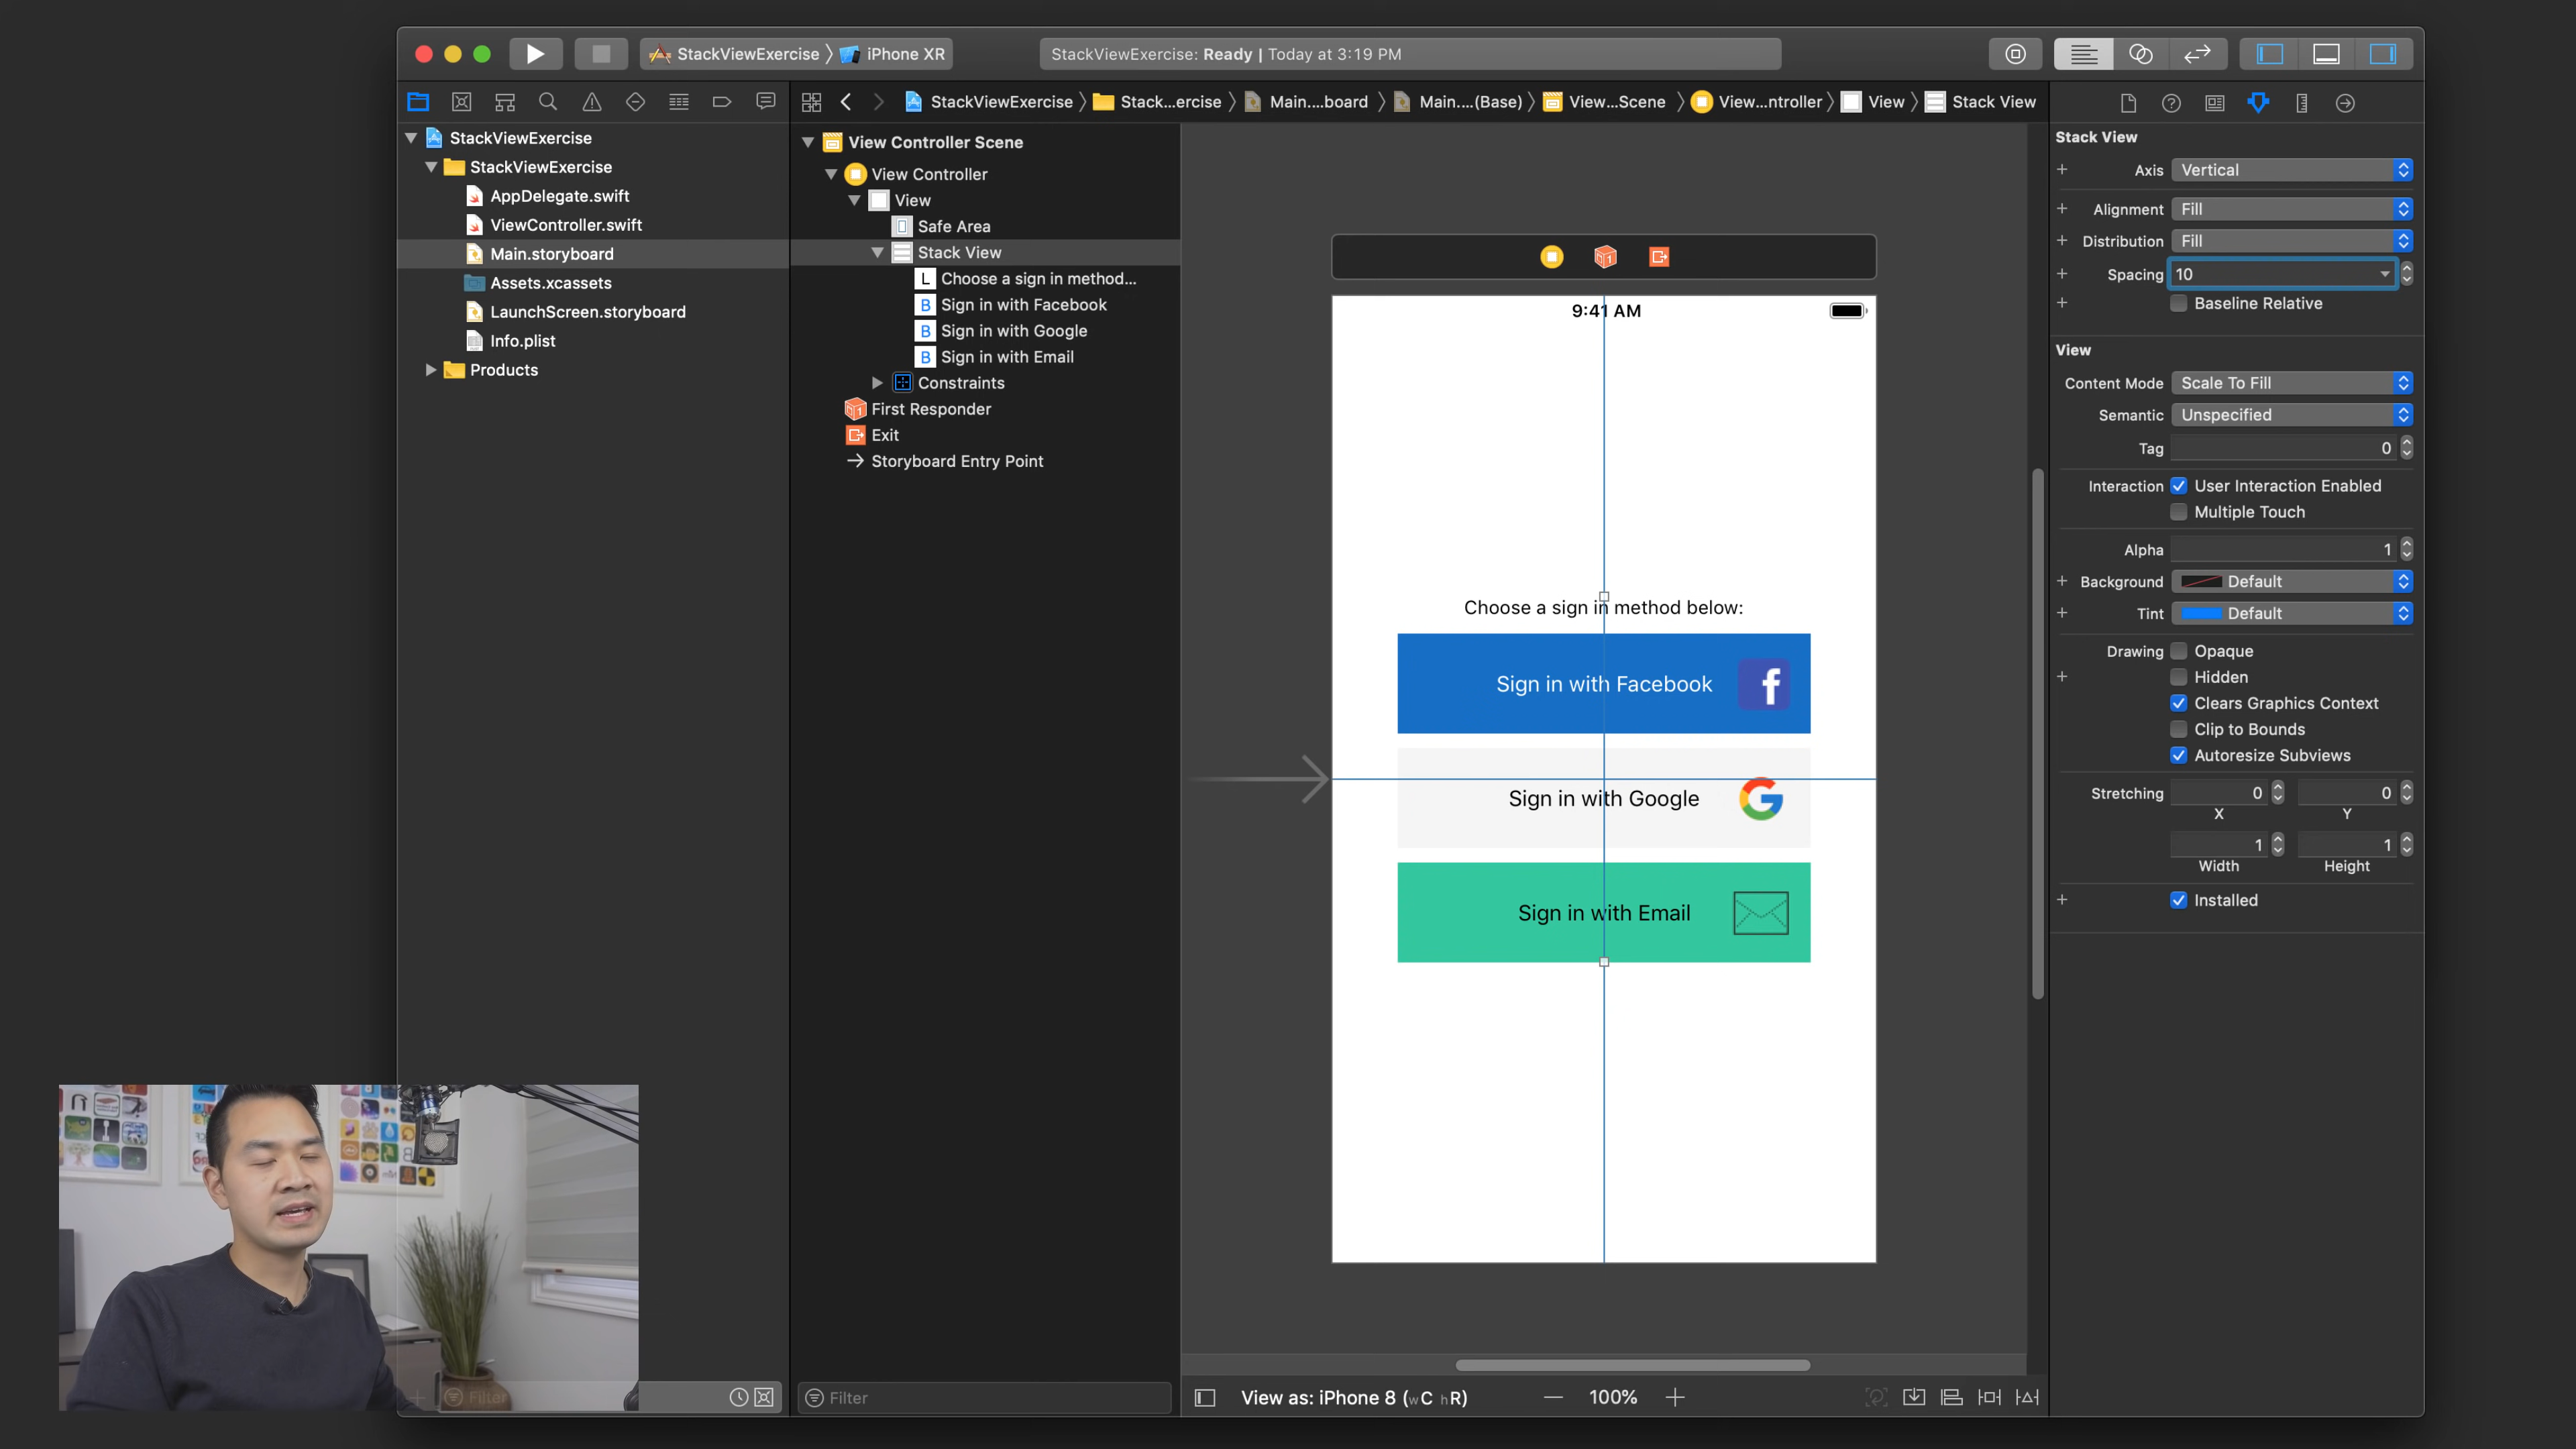 StackViewExercise
iPhone XR
StackViewExercise: Ready | Today at 3:19 PM
StackViewExercise
Stack...ercise
Main....board
Main....(Base)
View...Scene
View...ntroller
View
Stack View
StackViewExercise
StackViewExercise
AppDelegate.swift
ViewController.swift
Main.storyboard
Assets.xcassets
LaunchScreen.storyboard
Info.plist
Products
Filter
View Controller Scene
View Controller
View
Safe Area
Stack View
L Choose a sign in method...
B Sign in with Facebook
B Sign in with Google
B Sign in with Email
Constraints
First Responder
Exit
Storyboard Entry Point
Filter
9:41 AM
Choose a sign in method below:
Sign in with Facebook
f
Sign in with Google
G
Sign in with Email
View as: iPhone 8 (wC hR)
100%
Stack View
Axis Vertical
Alignment Fill
Distribution Fill
Spacing 10
Baseline Relative
View
Content Mode Scale To Fill
Semantic Unspecified
Tag 0
Interaction User Interaction Enabled
Multiple Touch
Alpha 1
Background Default
Tint Default
Drawing Opaque
Hidden
Clears Graphics Context
Clip to Bounds
Autoresize Subviews
Stretching 0 0
X Y
1 1
Width Height
Installed